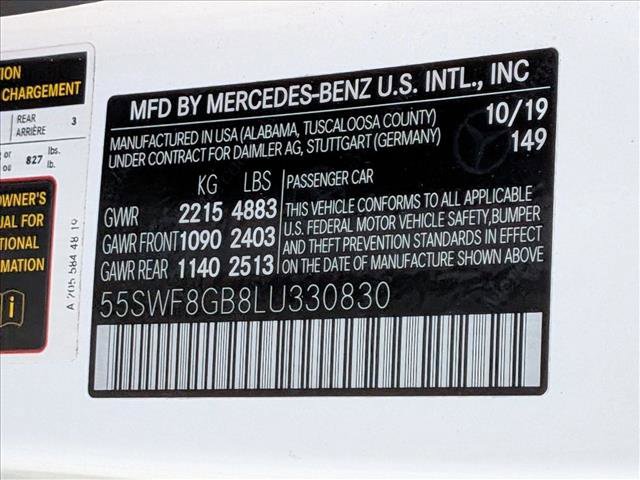 TION
CHARGEMENT
REAR
ARRIÈRE
3
or
ou
827
lbs.
lb.
OWNER'S
UAL FOR
TIONAL
RMATION
i
A 205 584 48 19
MFD BY MERCEDES-BENZ U.S. INTL., INC
MANUFACTURED IN USA (ALABAMA, TUSCALOOSA COUNTY)
UNDER CONTRACT FOR DAIMLER AG, STUTTGART (GERMANY)
10/19
149
KG LBS
GVWR 2215 4883
GAWR FRONT 1090 2403
GAWR REAR 1140 2513
PASSENGER CAR
THIS VEHICLE CONFORMS TO ALL APPLICABLE
U.S. FEDERAL MOTOR VEHICLE SAFETY, BUMPER
AND THEFT PREVENTION STANDARDS IN EFFECT
ON THE DATE OF MANUFACTURE SHOWN ABOVE
55SWF8GB8LU330830